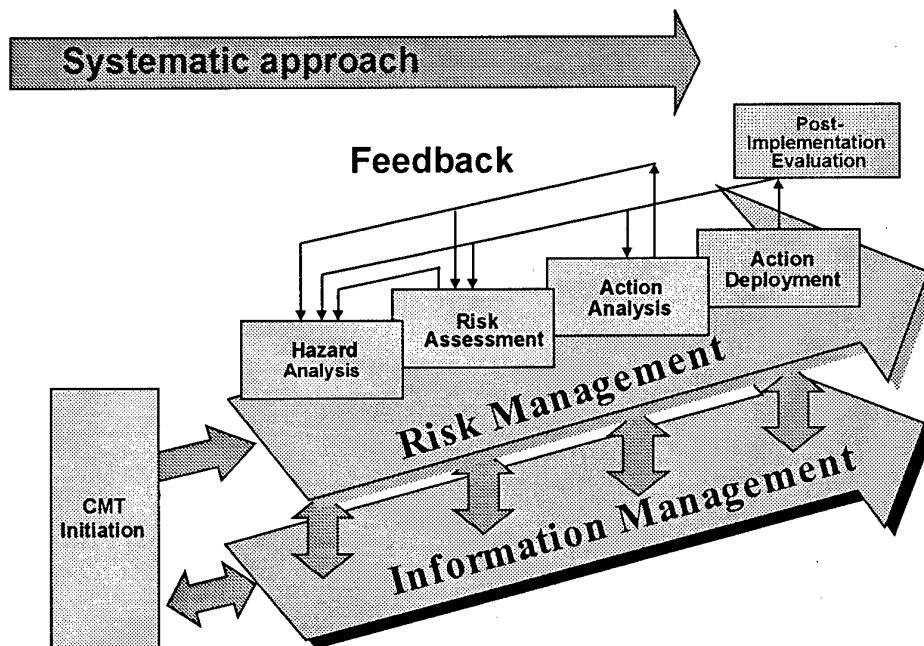 Systematic approach
Feedback
Post-
Implementation
Evaluation
Action
Deployment
Action
Analysis
Risk
Assessment
Hazard
Analysis
Risk Management
CMT
Initiation
Information Management